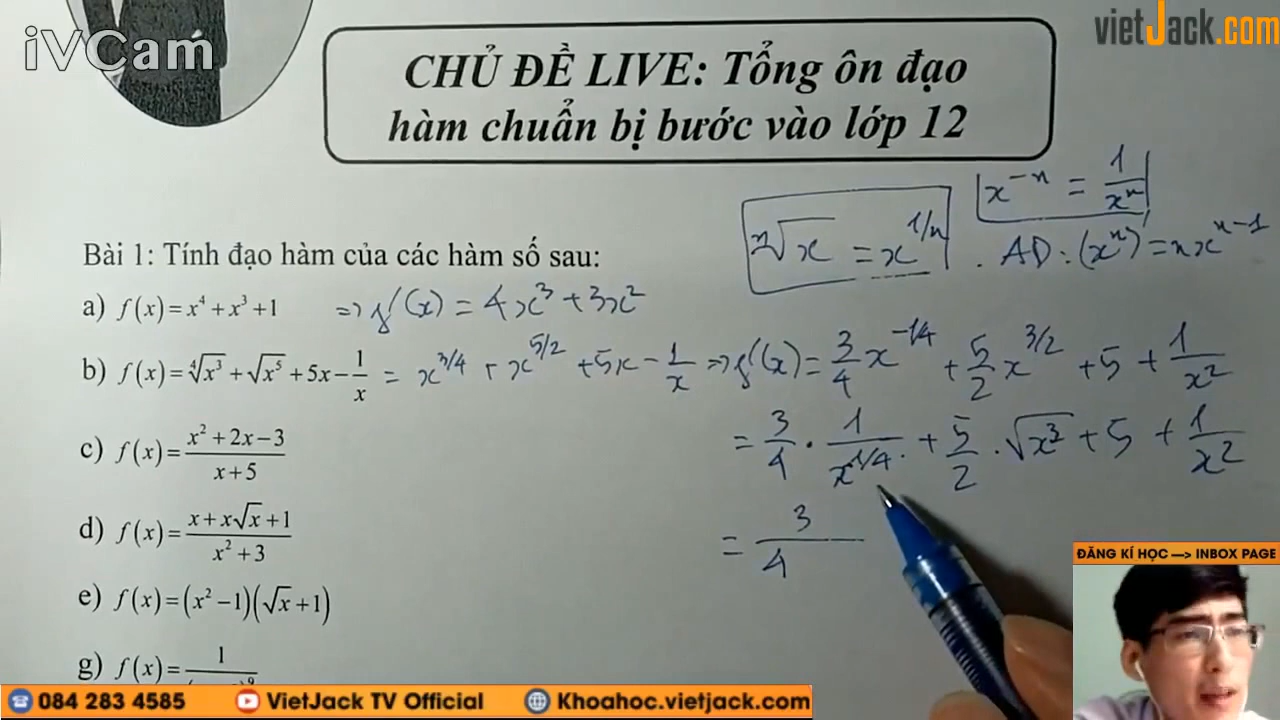 iVCam
vietJack.com
CHỦ ĐỀ LIVE: Tổng ôn đạo
hàm chuẩn bị bước vào lớp 12
x^{-n} = 1/x^n
ⁿ√x = x^{1/n}
. AD: (x^n)' = nx^{n-1}
Bài 1: Tính đạo hàm của các hàm số sau:
a) f(x)=x⁴+x³+1 => f'(x) = 4x³ + 3x²
b) f(x)=⁴√x³+√x⁵+5x−1/x = x^{3/4} + x^{5/2} + 5x − 1/x => f'(x) = 3/4 x^{-1/4} + 5/2 x^{3/2} + 5 + 1/x²
= 3/4 . 1/x^{1/4} + 5/2 . √x³ + 5 + 1/x²
= 3/4
c) f(x)=(x²+2x−3)/(x+5)
d) f(x)=(x+x√x+1)/(x²+3)
e) f(x)=(x²−1)(√x+1)
g) f(x)=1/
ĐĂNG KÍ HỌC —> INBOX PAGE
084 283 4585
VietJack TV Official
Khoahoc.vietjack.com